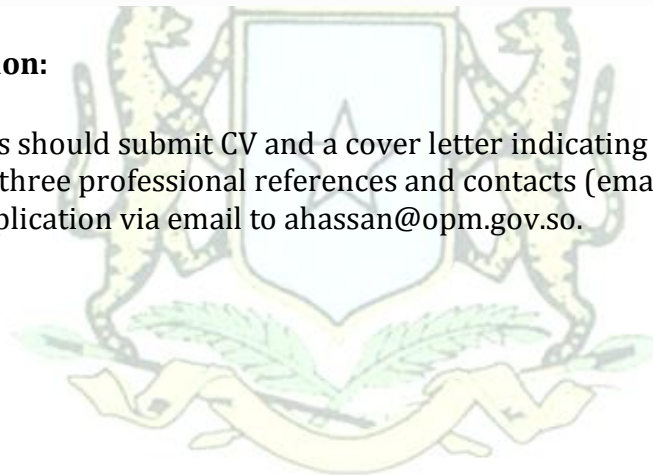 on:
s should submit CV and a cover letter indicating
three professional references and contacts (ema
plication via email to ahassan@opm.gov.so.